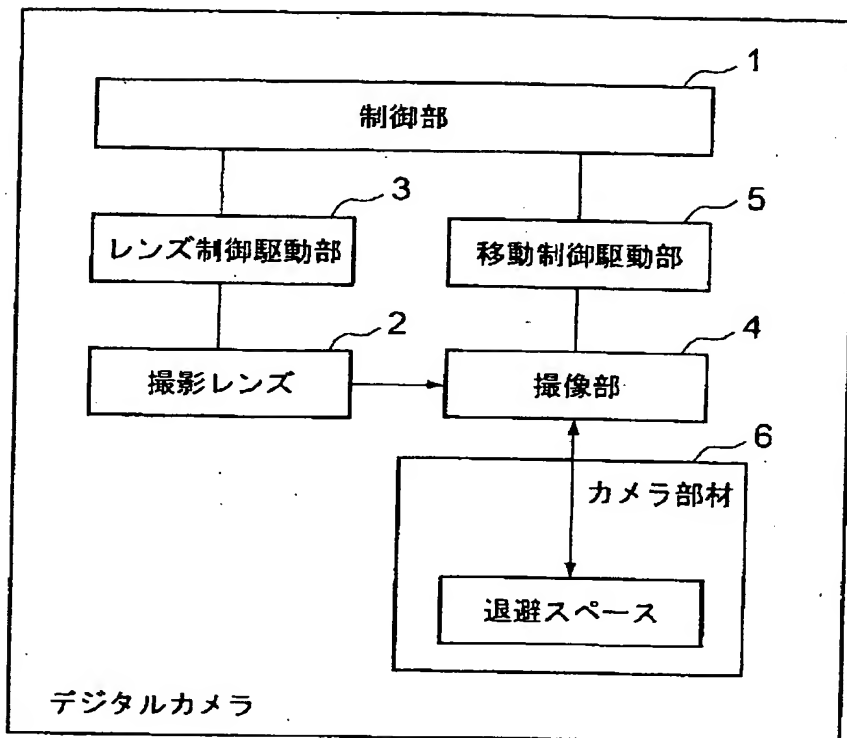 1
制御部
3
レンズ制御駆動部
5
移動制御駆動部
2
撮影レンズ
4
撮像部
6
カメラ部材
退避スペース
デジタルカメラ